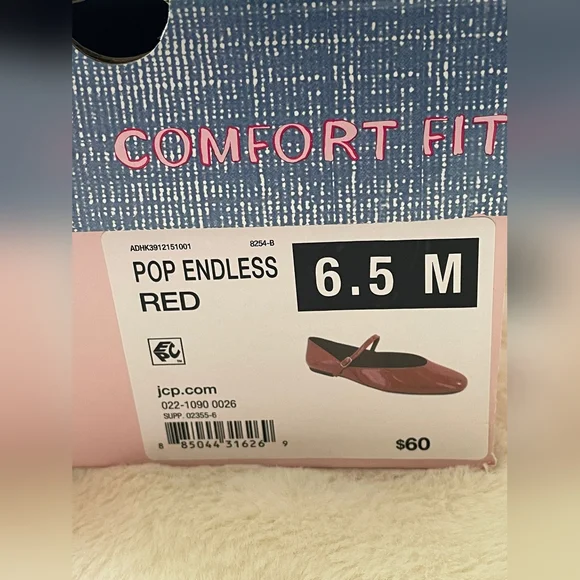 COMFORT FIT
ADHK3912151001 8254-B
POP ENDLESS
RED
6.5 M
EPC
jcp.com
022-1090 0026
SUPP. 02355-6
8 85044 31626 9
$60